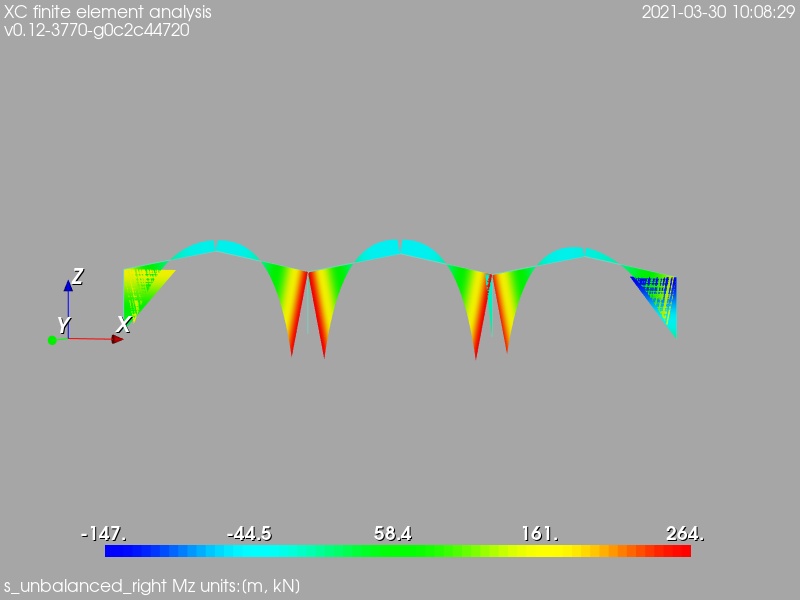 XC finite element analysis
2021-03-30 10:08:29
v0.12-3770-g0c2c44720
Z
Y
X
-147.
-44.5
58.4
161.
264.
s_unbalanced_right Mz units:[m, kN]